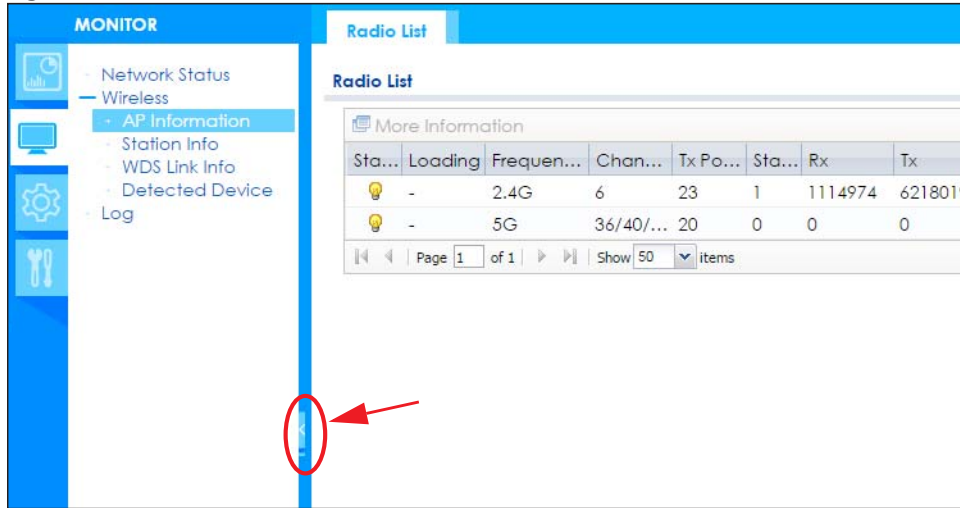 MONITOR
Network Status
Wireless
AP Information
Station Info
WDS Link Info
Detected Device
Log
Radio List
Radio List
More Information
Sta... Loading Frequen... Chan... Tx Po... Sta... Rx Tx
- 2.4G 6 23 1 1114974 621801
- 5G 36/40/... 20 0 0 0
Page 1 of 1 Show 50 items